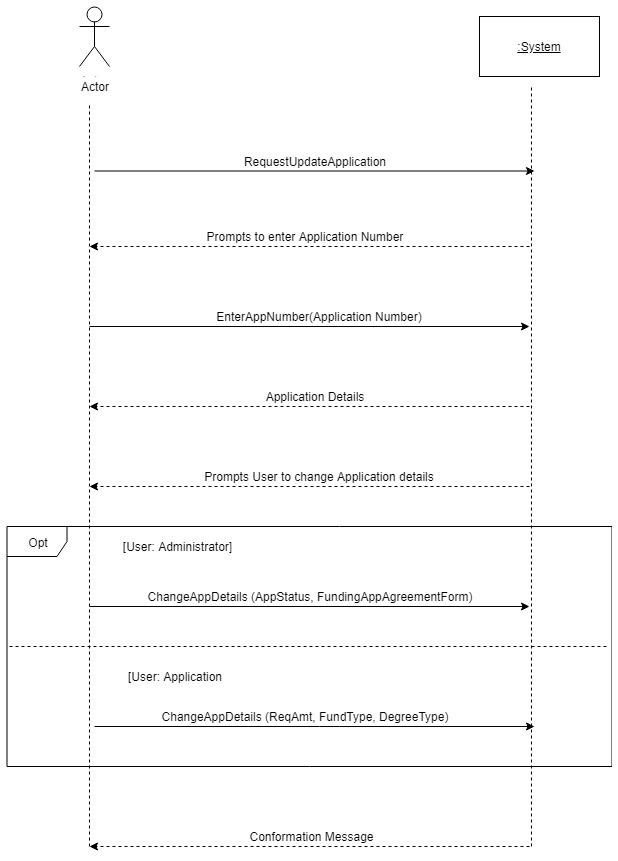 Actor
:System
RequestUpdateApplication
Prompts to enter Application Number
EnterAppNumber(Application Number)
Application Details
Prompts User to change Application details
Opt
[User: Administrator]
ChangeAppDetails (AppStatus, FundingAppAgreementForm)
[User: Application
ChangeAppDetails (ReqAmt, FundType, DegreeType)
Conformation Message